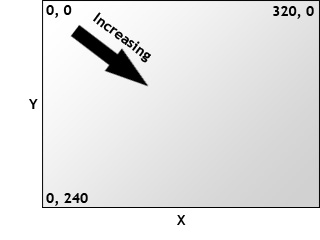 0, 0
320, 0
Increasing
Y
0, 240
X